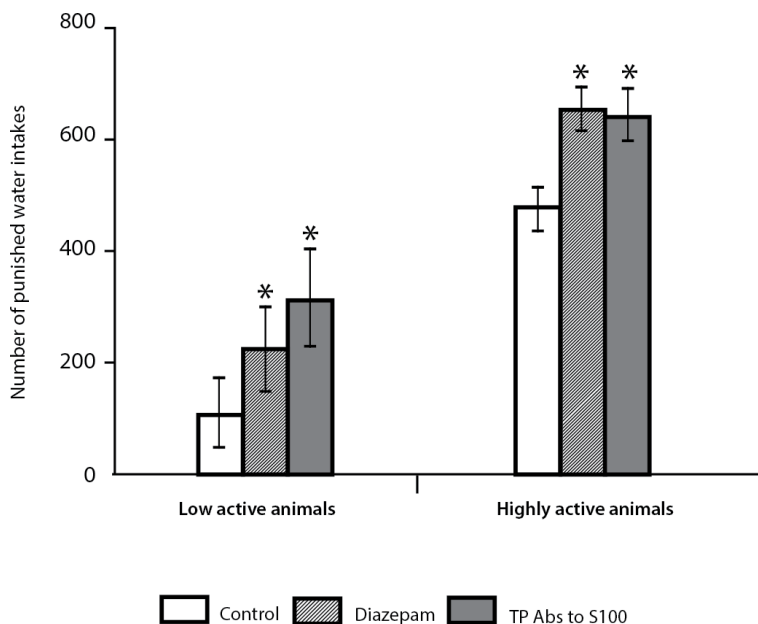 Number of punished water intakes
800
*
*
600
*
400
*
200
0
Low active animals
Highly active animals
Control
Diazepam
TP Abs to S100